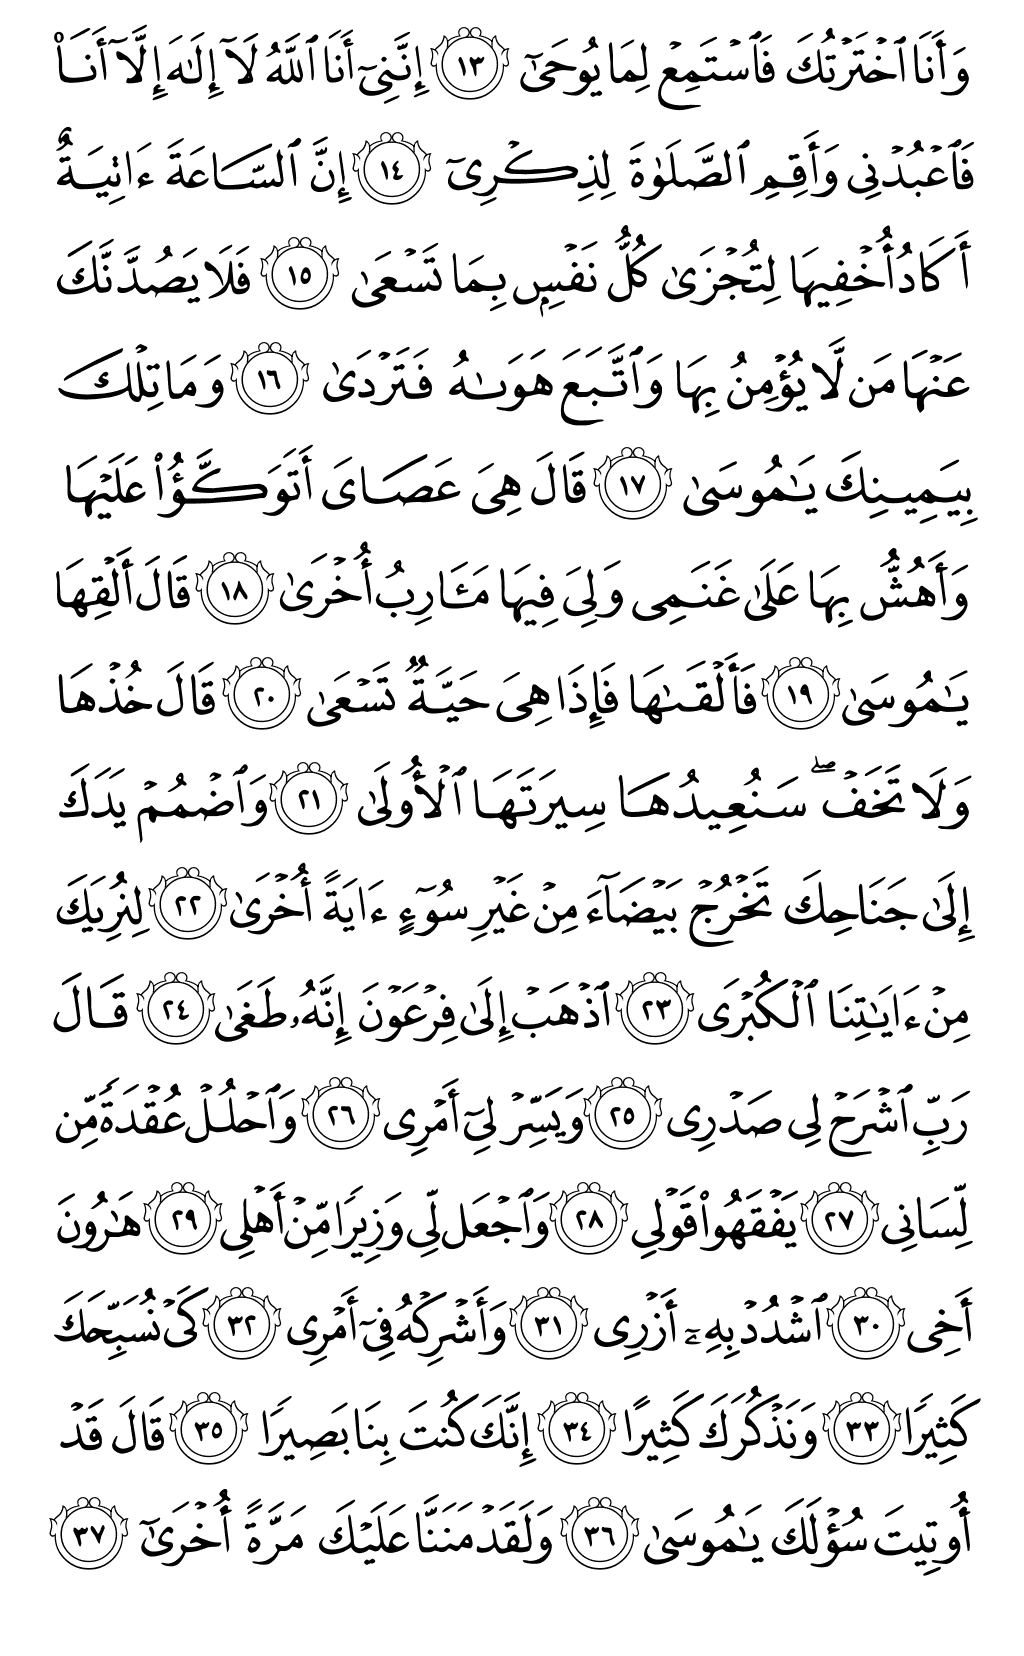 وَأَنَا ٱخۡتَرۡتُكَ فَٱسۡتَمِعۡ لِمَا يُوحَىٰٓ ١٣ إِنَّنِيٓ أَنَا ٱللَّهُ لَآ إِلَٰهَ إِلَّآ أَنَا۠
فَٱعۡبُدۡنِي وَأَقِمِ ٱلصَّلَوٰةَ لِذِكۡرِيٓ ١٤ إِنَّ ٱلسَّاعَةَ ءَاتِيَةٌ
أَكَادُ أُخۡفِيهَا لِتُجۡزَىٰ كُلُّ نَفۡسِۭ بِمَا تَسۡعَىٰ ١٥ فَلَا يَصُدَّنَّكَ
عَنۡهَا مَن لَّا يُؤۡمِنُ بِهَا وَٱتَّبَعَ هَوَىٰهُ فَتَرۡدَىٰ ١٦ وَمَا تِلۡكَ
بِيَمِينِكَ يَٰمُوسَىٰ ١٧ قَالَ هِيَ عَصَايَ أَتَوَكَّؤُاْ عَلَيۡهَا
وَأَهُشُّ بِهَا عَلَىٰ غَنَمِي وَلِيَ فِيهَا مَـَٔارِبُ أُخۡرَىٰ ١٨ قَالَ أَلۡقِهَا
يَٰمُوسَىٰ ١٩ فَأَلۡقَىٰهَا فَإِذَا هِيَ حَيَّةٞ تَسۡعَىٰ ٢٠ قَالَ خُذۡهَا
وَلَا تَخَفۡۖ سَنُعِيدُهَا سِيرَتَهَا ٱلۡأُولَىٰ ٢١ وَٱضۡمُمۡ يَدَكَ
إِلَىٰ جَنَاحِكَ تَخۡرُجۡ بَيۡضَآءَ مِنۡ غَيۡرِ سُوٓءٍ ءَايَةً أُخۡرَىٰ ٢٢ لِنُرِيَكَ
مِنۡ ءَايَٰتِنَا ٱلۡكُبۡرَى ٢٣ ٱذۡهَبۡ إِلَىٰ فِرۡعَوۡنَ إِنَّهُۥ طَغَىٰ ٢٤ قَالَ
رَبِّ ٱشۡرَحۡ لِي صَدۡرِي ٢٥ وَيَسِّرۡ لِيٓ أَمۡرِي ٢٦ وَٱحۡلُلۡ عُقۡدَةٗ مِّن
لِّسَانِي ٢٧ يَفۡقَهُواْ قَوۡلِي ٢٨ وَٱجۡعَل لِّي وَزِيرٗا مِّنۡ أَهۡلِي ٢٩ هَٰرُونَ
أَخِي ٣٠ ٱشۡدُدۡ بِهِۦٓ أَزۡرِي ٣١ وَأَشۡرِكۡهُ فِيٓ أَمۡرِي ٣٢ كَيۡ نُسَبِّحَكَ
كَثِيرٗا ٣٣ وَنَذۡكُرَكَ كَثِيرًا ٣٤ إِنَّكَ كُنتَ بِنَا بَصِيرٗا ٣٥ قَالَ قَدۡ
أُوتِيتَ سُؤۡلَكَ يَٰمُوسَىٰ ٣٦ وَلَقَدۡ مَنَنَّا عَلَيۡكَ مَرَّةً أُخۡرَىٰٓ ٣٧